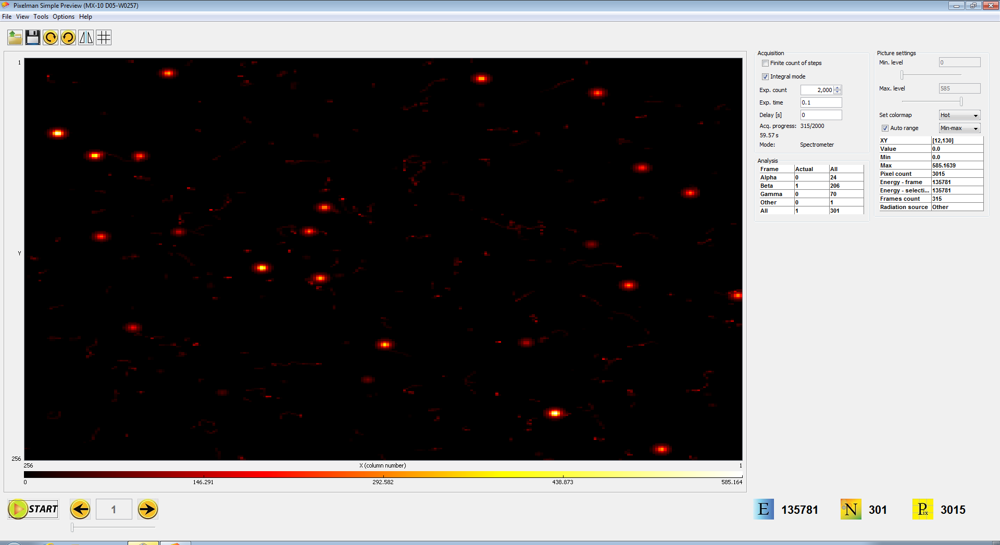 Pixelman Simple Preview (MX-10 D05-W0257)
File View Tools Options Help
1
Y
256
256 X (column number) 1
0 146.291 292.582 438.873 585.164
START
1
Acquisition
Finite count of steps
Integral mode
Exp. count 2,000
Exp. time 0.1
Delay [s] 0
Acq. progress: 315/2000
59.57 s
Mode: Spectrometer
Analysis
Frame Actual All
Alpha 0 24
Beta 1 206
Gamma 0 70
Other 0 1
All 1 301
Picture settings
Min. level 0
Max. level 585
Set colormap Hot
Auto range Min-max
XY [12,130]
Value 0.0
Min 0.0
Max 585.1639
Pixel count 3015
Energy - frame 135781
Energy - selecti... 135781
Frames count 315
Radiation source Other
E 135781
N 301
Pix 3015